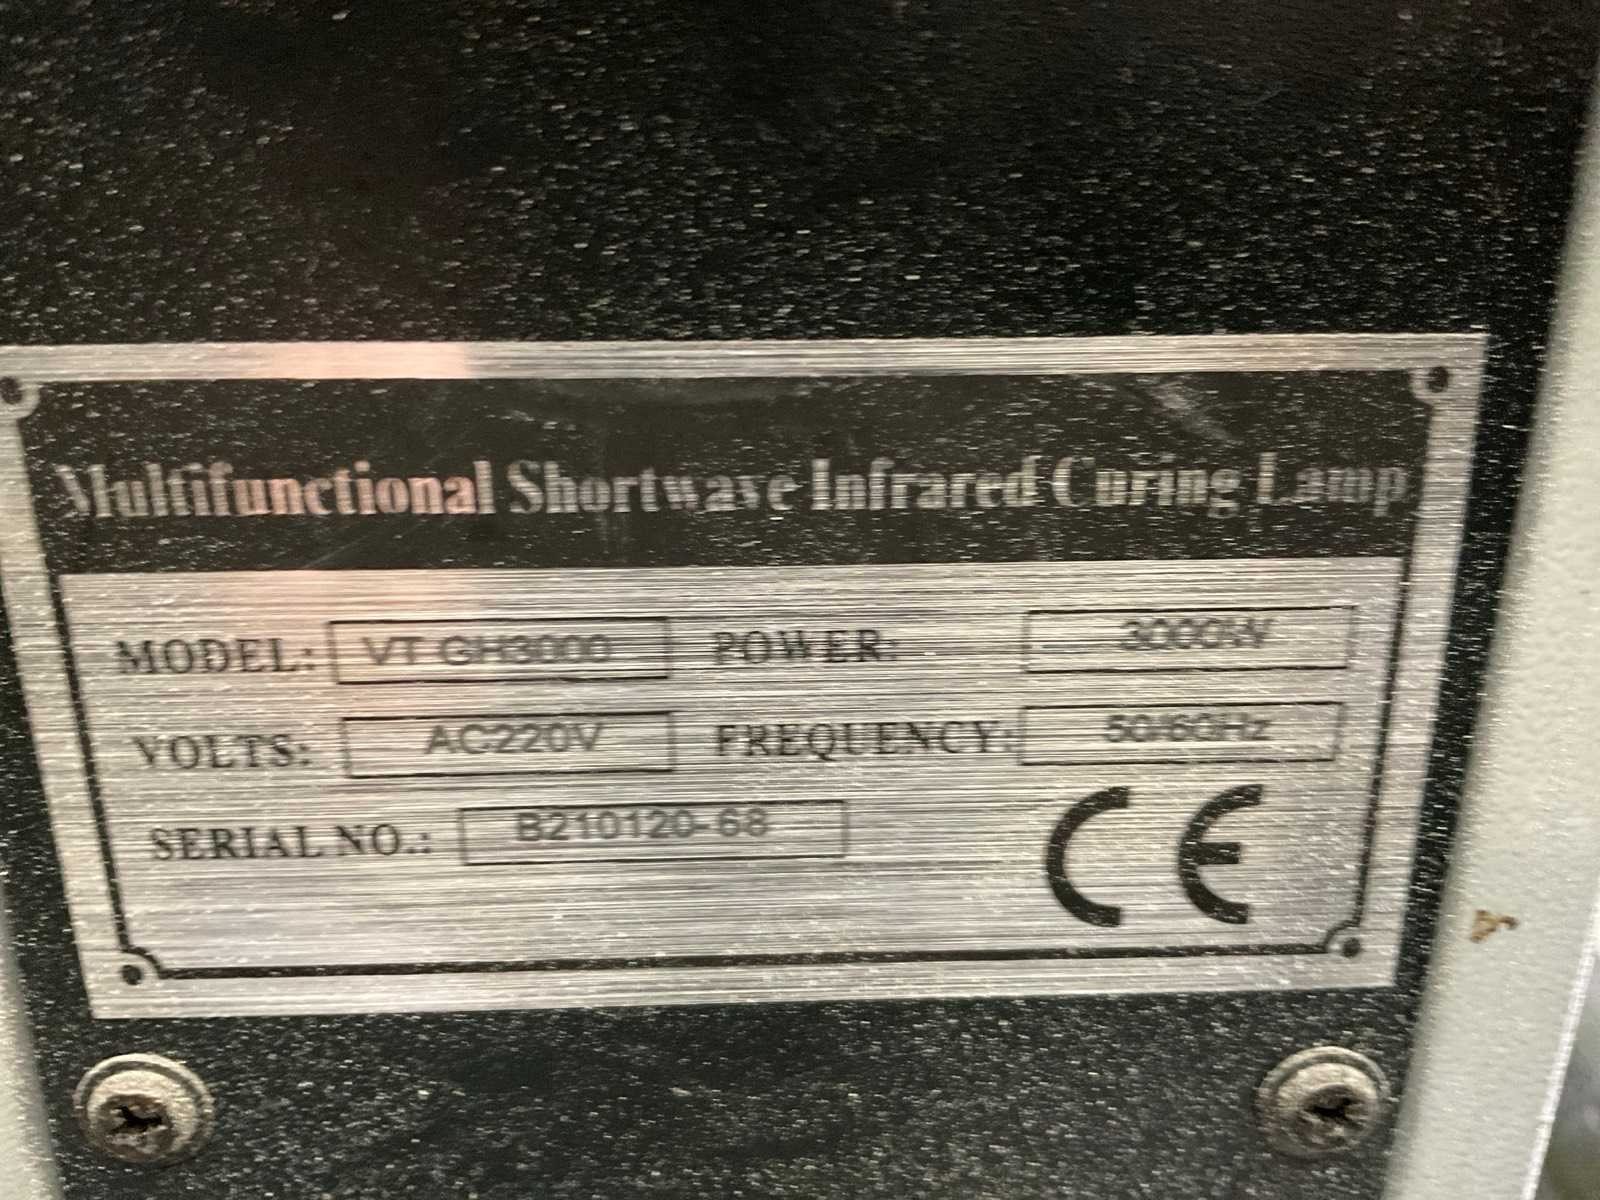 Multifunctional Shortwave Infrared Curing Lamp
MODEL: VT GH3000 POWER: 3000W
VOLTS: AC220V FREQUENCY: 50/60Hz
SERIAL NO.: B210120-68
CE